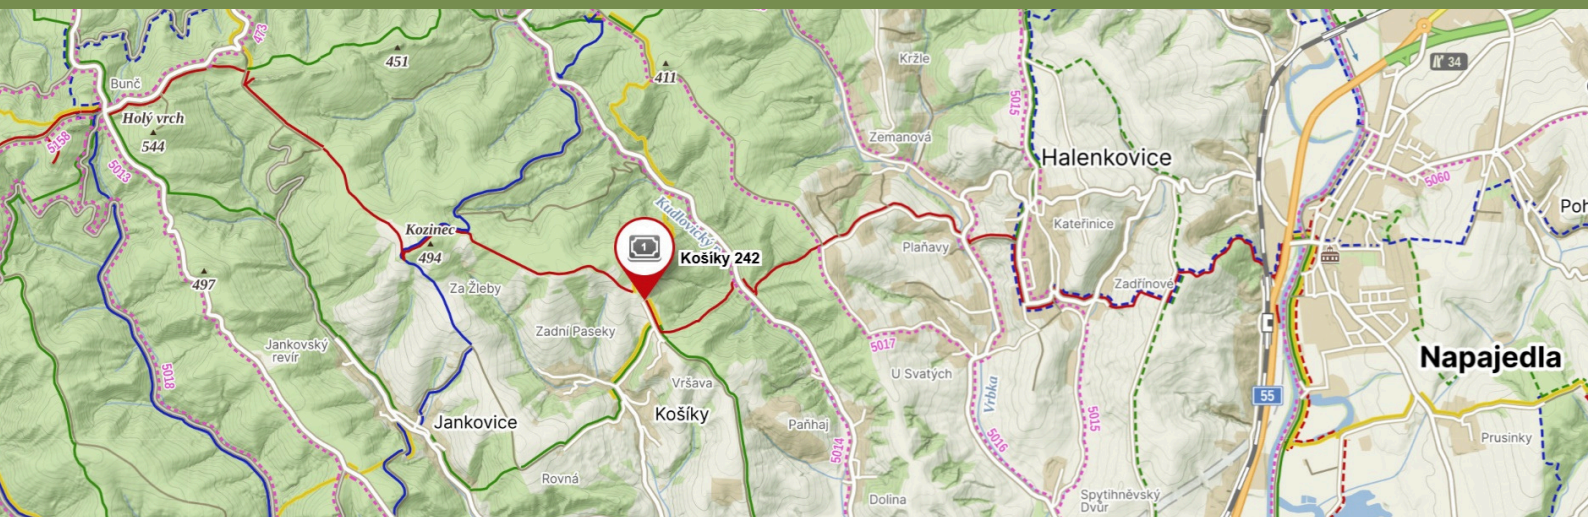 473
451
Bunč
411
Kržle
34
Holý vrch
544
5158
5013
5015
Zemanová
Halenkovice
5060
Poh
Kudlovický p
Kateřinice
Kozinec
494
1
Košíky 242
Plaňavy
497
Za Žleby
Zadřínové
Zadní Paseky
Jankovský
revír
5017
Napajedla
5018
U Svatých
Vršava
Vrbka
55
Jankovice
Košíky
Paňhaj
5014
5016
5015
Prusinky
Rovná
Dolina
Spytihněvský
Dvůr